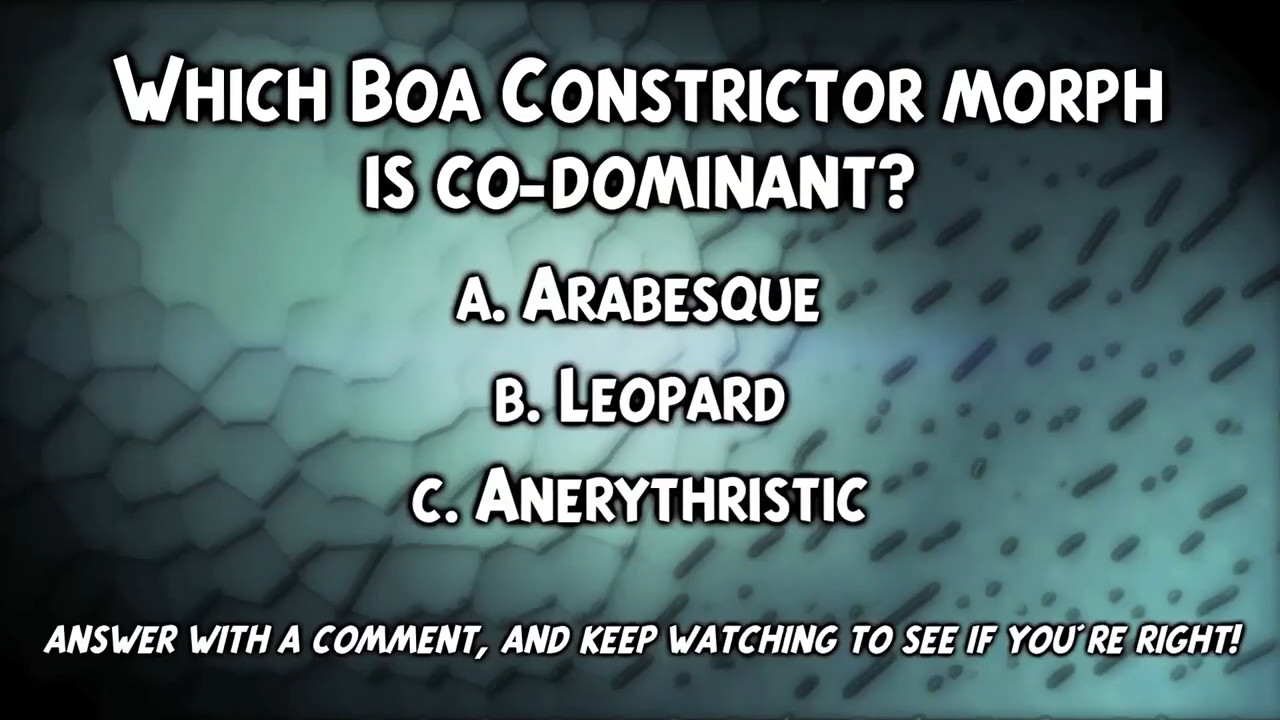 Which Boa Constrictor morph
is co-dominant?
a. Arabesque
b. Leopard
c. Anerythristic
answer with a comment, and keep watching to see if you're right!